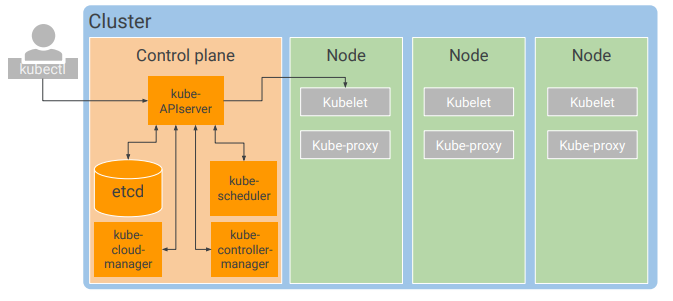 Cluster
kubectl
Control plane
kube-
APIserver
etcd
kube-
scheduler
kube-
cloud-
manager
kube-
controller-
manager
Node
Kubelet
Kube-proxy
Node
Kubelet
Kube-proxy
Node
Kubelet
Kube-proxy